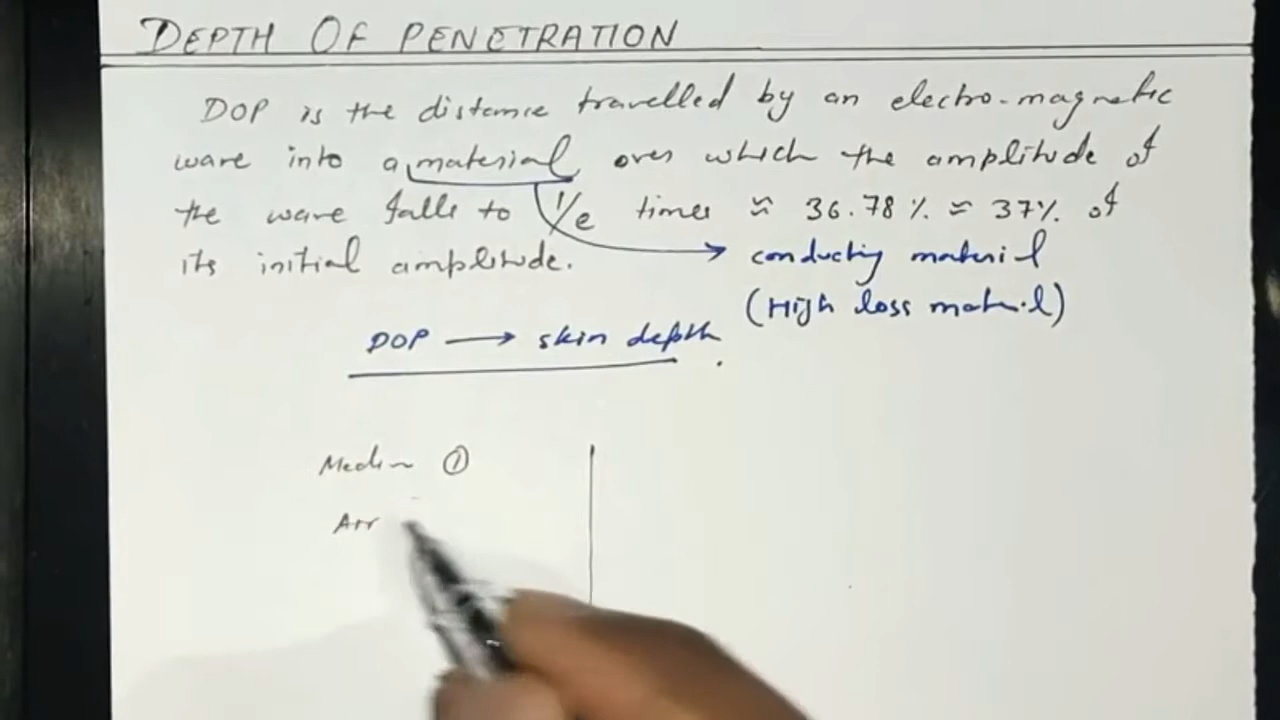 DEPTH OF PENETRATION
DOP is the distance travelled by an electro-magnetic
wave into a material over which the amplitude of
the wave falls to 1/e times ≈ 36.78 % ≈ 37% of
its initial amplitude.
conducting material
(High loss material)
DOP → skin depth.
Medium ①
Air